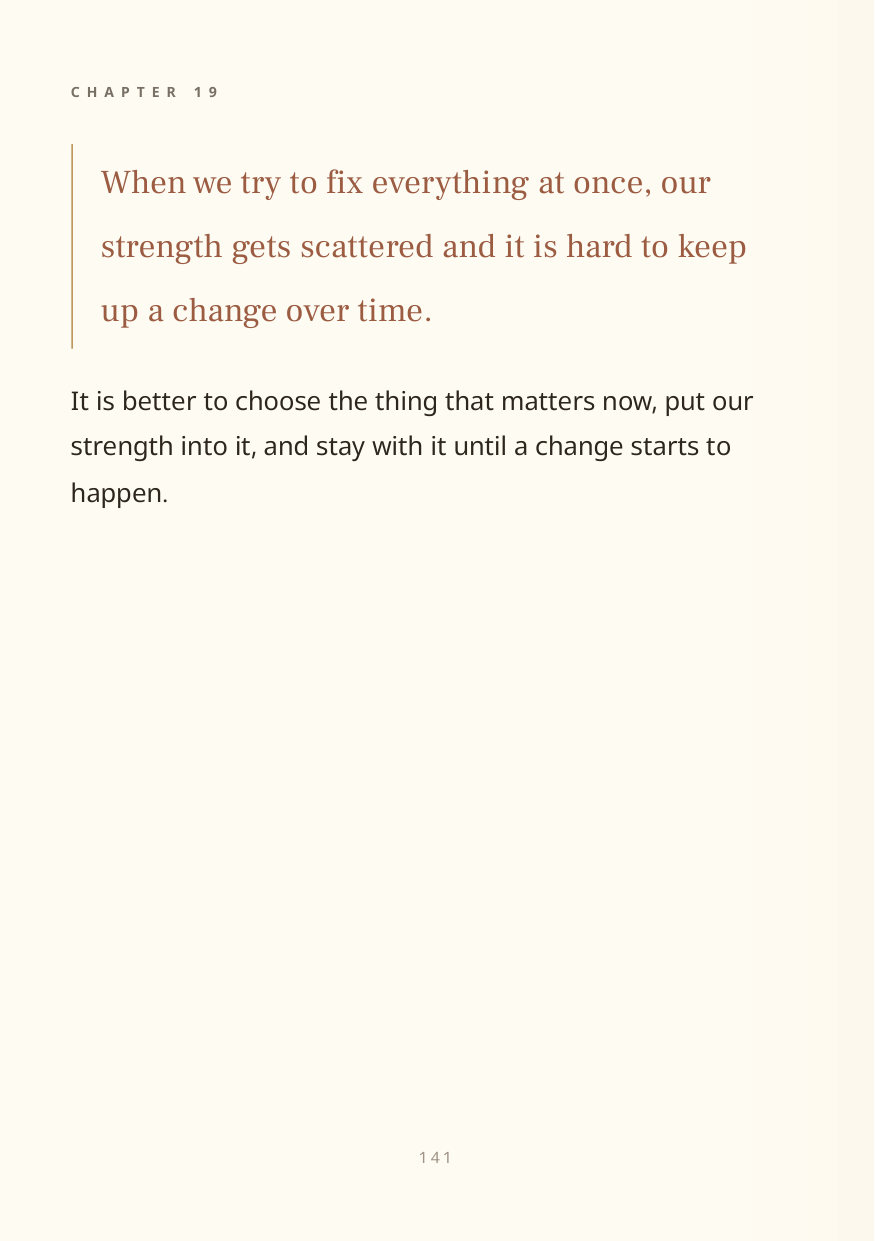 CHAPTER 19
When we try to fix everything at once, our
strength gets scattered and it is hard to keep
up a change over time.
It is better to choose the thing that matters now, put our
strength into it, and stay with it until a change starts to
happen.
141